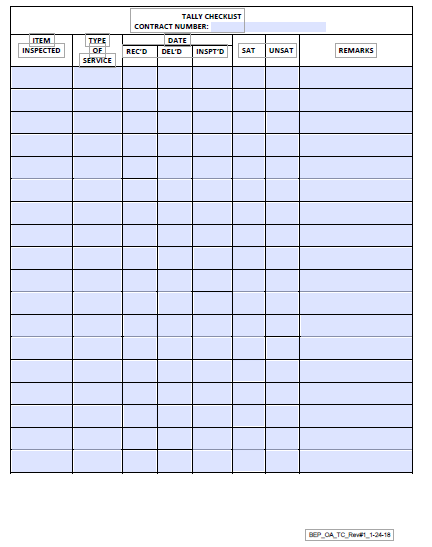 TALLY CHECKLIST
CONTRACT NUMBER:
ITEM INSPECTED
TYPE OF SERVICE
DATE
REC'D DEL'D INSPT'D
SAT
UNSAT
REMARKS
BEP_OA_TC_Rev#1_1-24-18